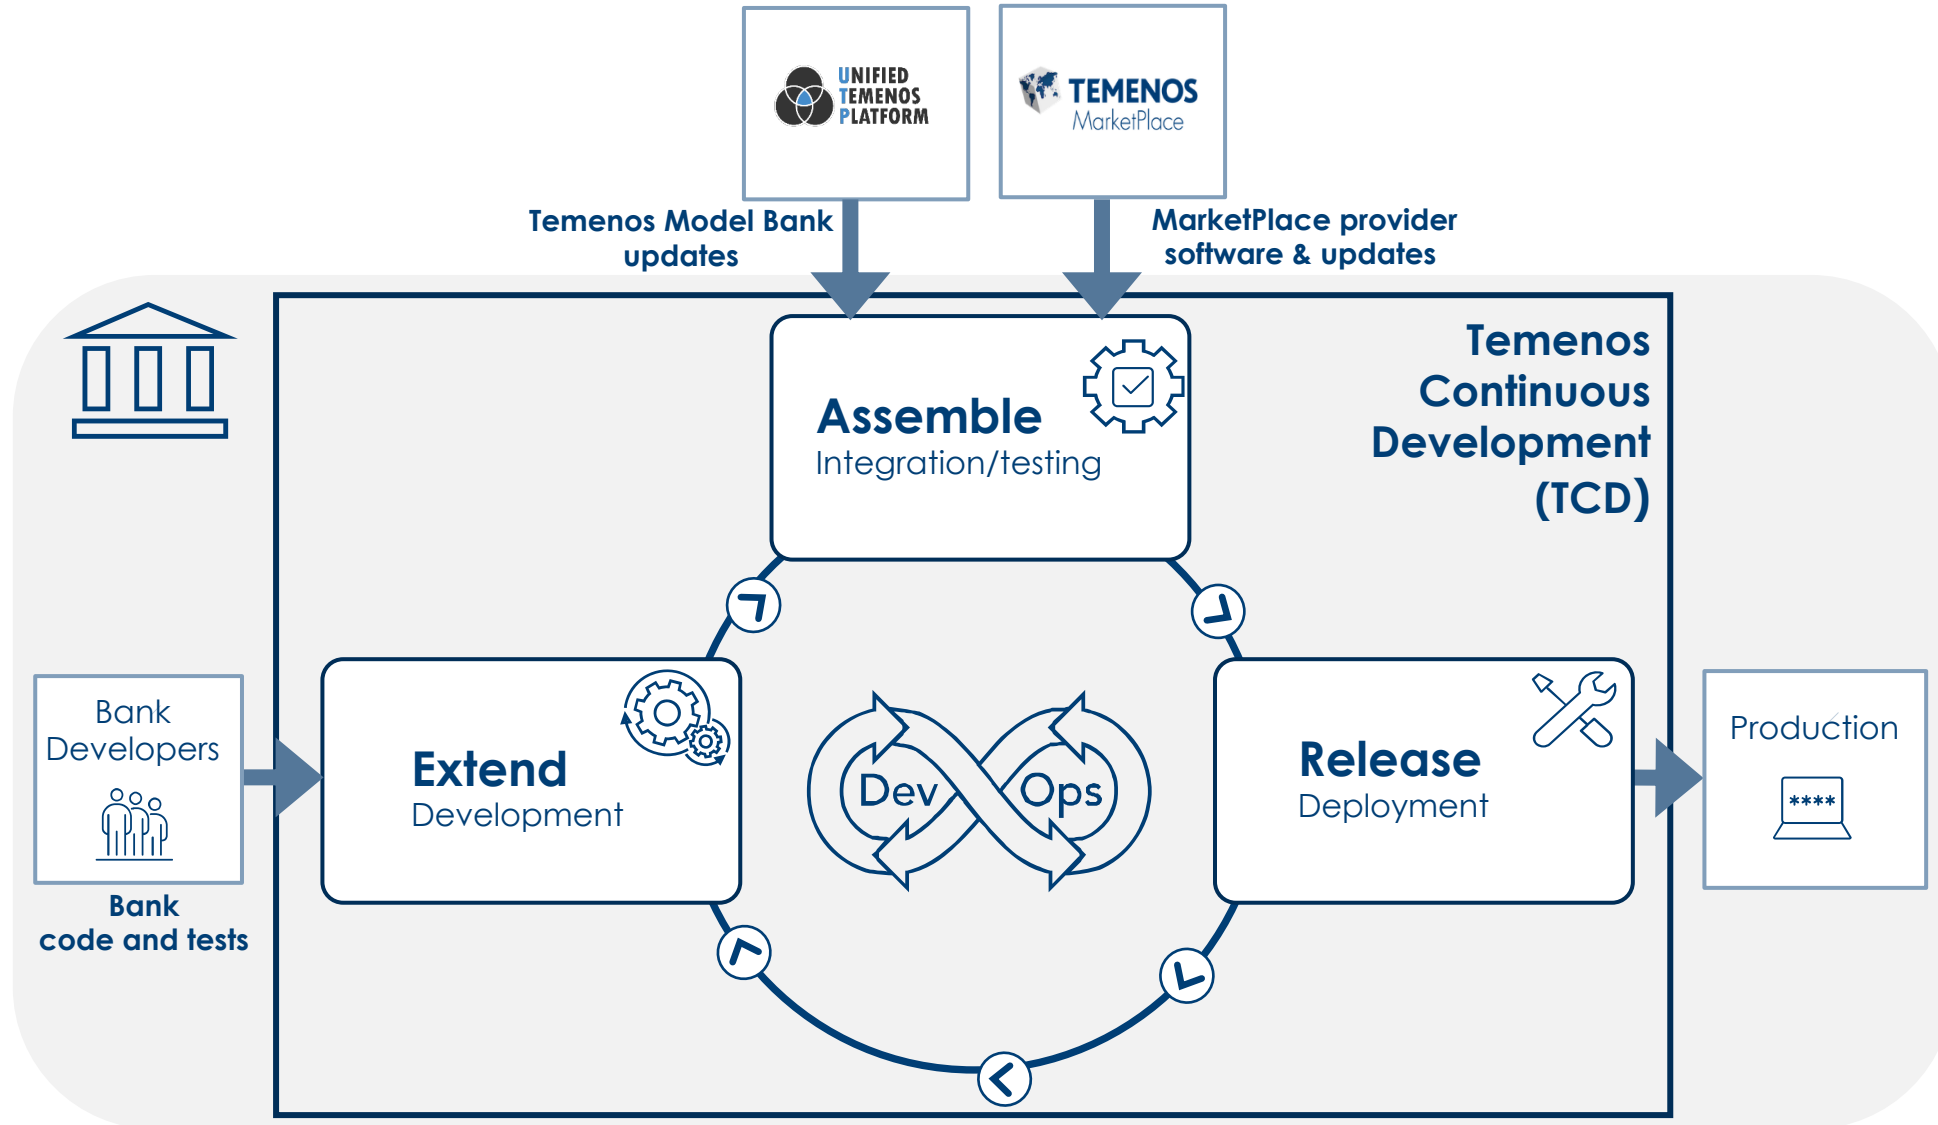 UNIFIED
TEMENOS
PLATFORM
TEMENOS
MarketPlace
Temenos Model Bank
updates
MarketPlace provider
software & updates
Temenos
Continuous
Development
(TCD)
Assemble
Integration/testing
Bank
Developers
Bank
code and tests
Extend
Development
Dev
Ops
Release
Deployment
Production
****